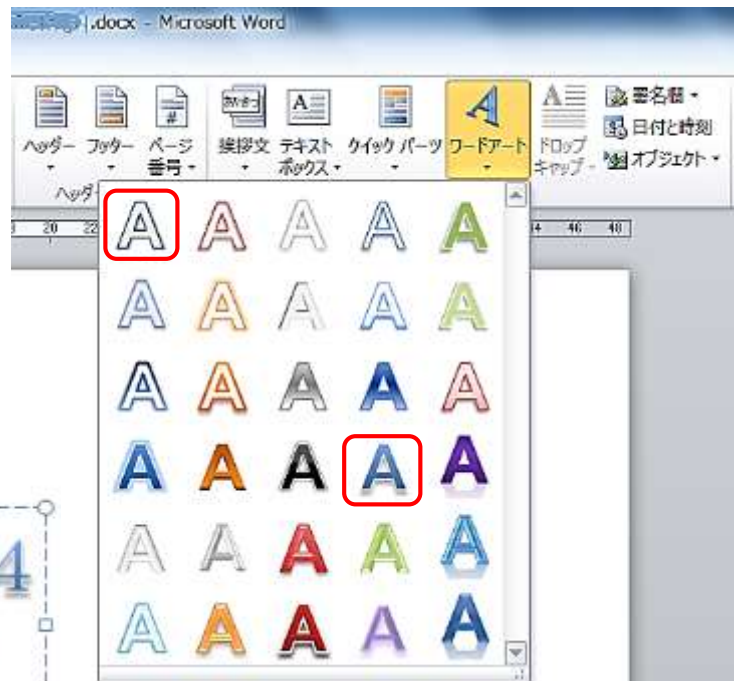 .docx - Microsoft Word
ヘッダー フッター ページ番号 挨拶文 テキストボックス クイック パーツ ワードアート ドロップキャップ
署名欄
日付と時刻
オブジェクト
ヘッダ
20 22 44 46 48
A A A A A
A A A A A
A A A A A
A A A A A
A A A A A
A A A A A
4